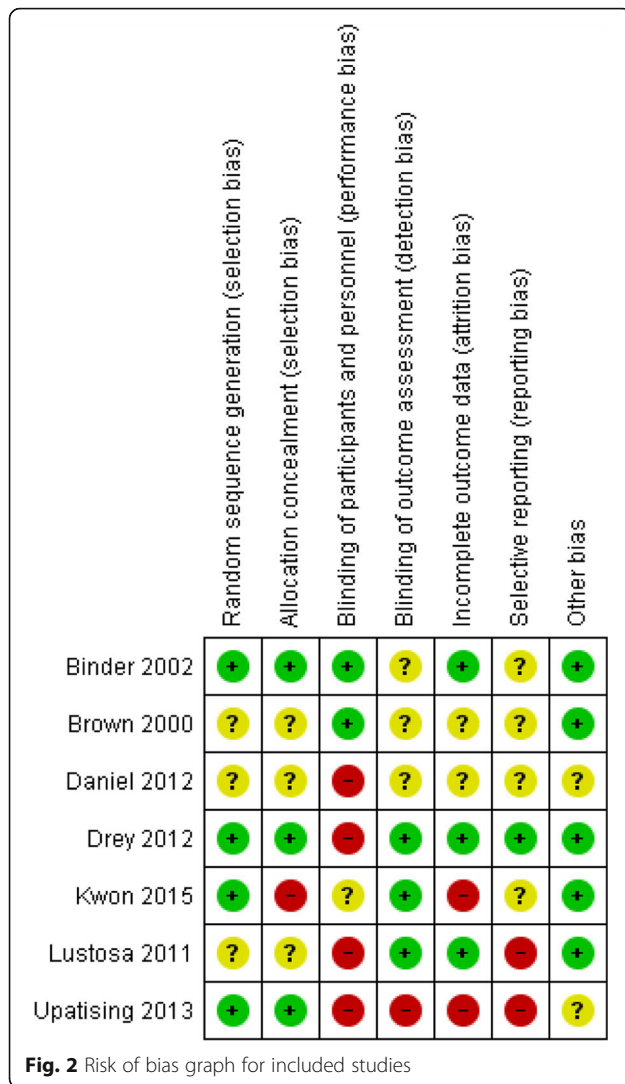 Random sequence generation (selection bias)
Allocation concealment (selection bias)
Blinding of participants and personnel (performance bias)
Blinding of outcome assessment (detection bias)
Incomplete outcome data (attrition bias)
Selective reporting (reporting bias)
Other bias
Binder 2002 + + + ? + ? +
Brown 2000 ? ? + ? ? ? +
Daniel 2012 ? ? - ? ? ? ?
Drey 2012 + + - + + + +
Kwon 2015 + - ? + - ? +
Lustosa 2011 ? ? - + + - +
Upatising 2013 + + - - - - ?
Fig. 2 Risk of bias graph for included studies